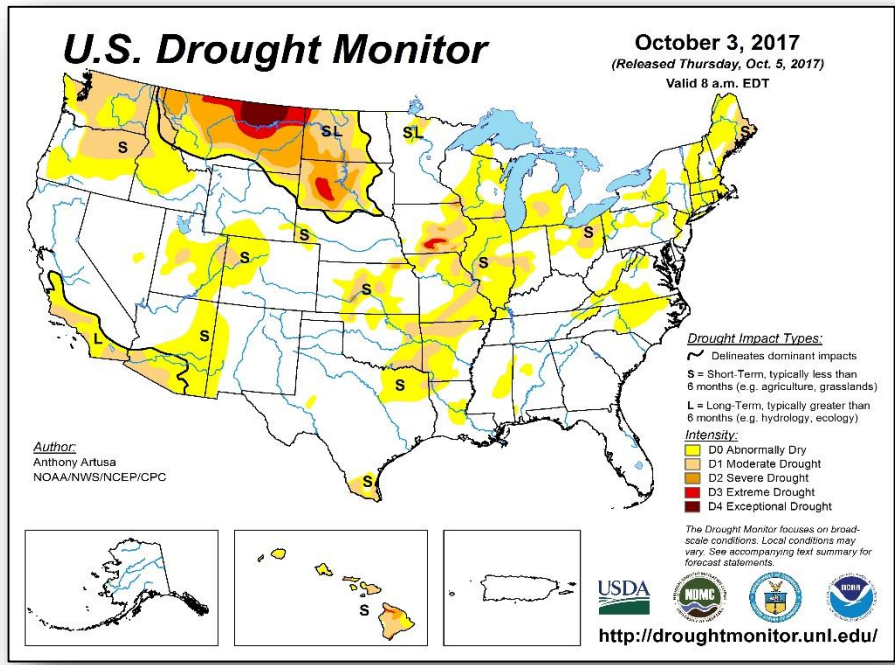 U.S. Drought Monitor
October 3, 2017
(Released Thursday, Oct. 5, 2017)
Valid 8 a.m. EDT
SL
SL
S
S
S
S
S
S
S
L
S
S
S
Drought Impact Types:
Delineates dominant impacts
S = Short-Term, typically less than
6 months (e.g. agriculture, grasslands)
L = Long-Term, typically greater than
6 months (e.g. hydrology, ecology)
Intensity:
D0 Abnormally Dry
D1 Moderate Drought
D2 Severe Drought
D3 Extreme Drought
D4 Exceptional Drought
Author:
Anthony Artusa
NOAA/NWS/NCEP/CPC
The Drought Monitor focuses on broad-
scale conditions. Local conditions may
vary. See accompanying text summary for
forecast statements.
S
USDA
NDMC
NOAA
http://droughtmonitor.unl.edu/